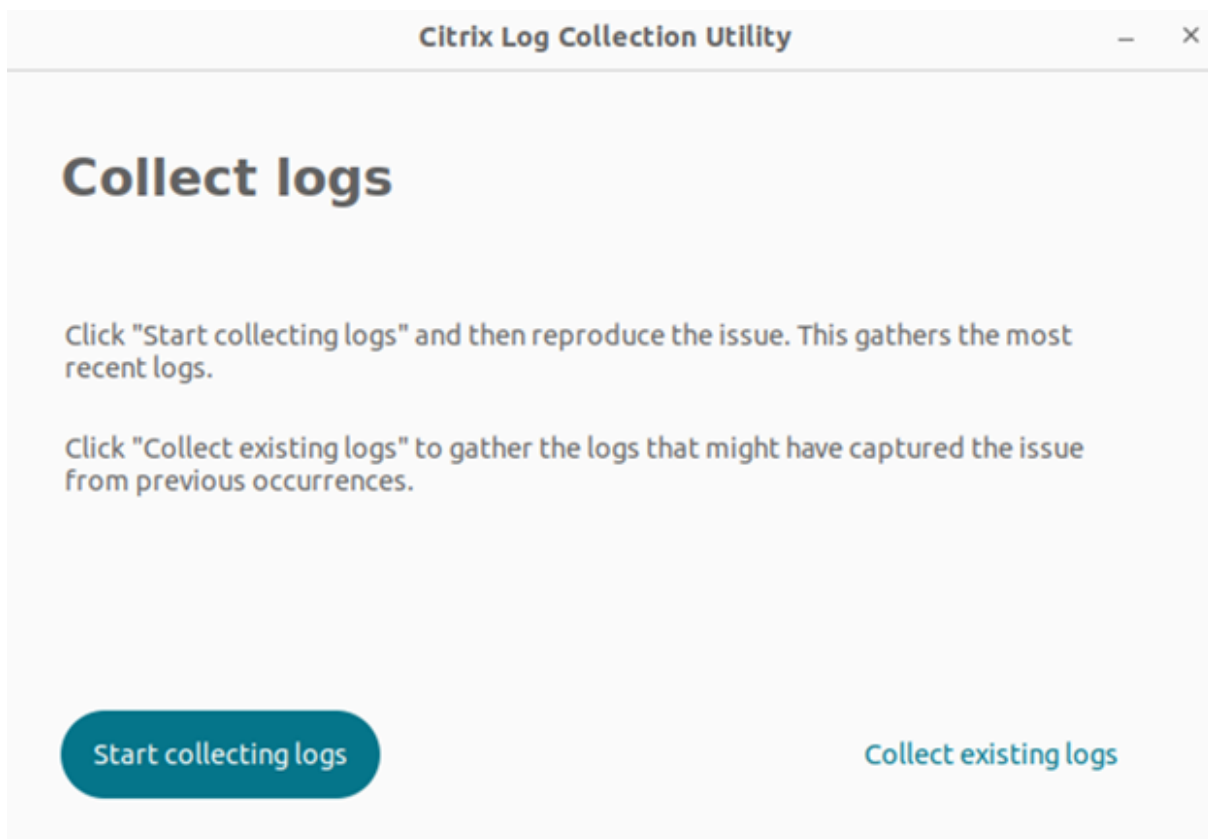 Citrix Log Collection Utility
Collect logs
Click "Start collecting logs" and then reproduce the issue. This gathers the most
recent logs.
Click "Collect existing logs" to gather the logs that might have captured the issue
from previous occurrences.
Start collecting logs
Collect existing logs